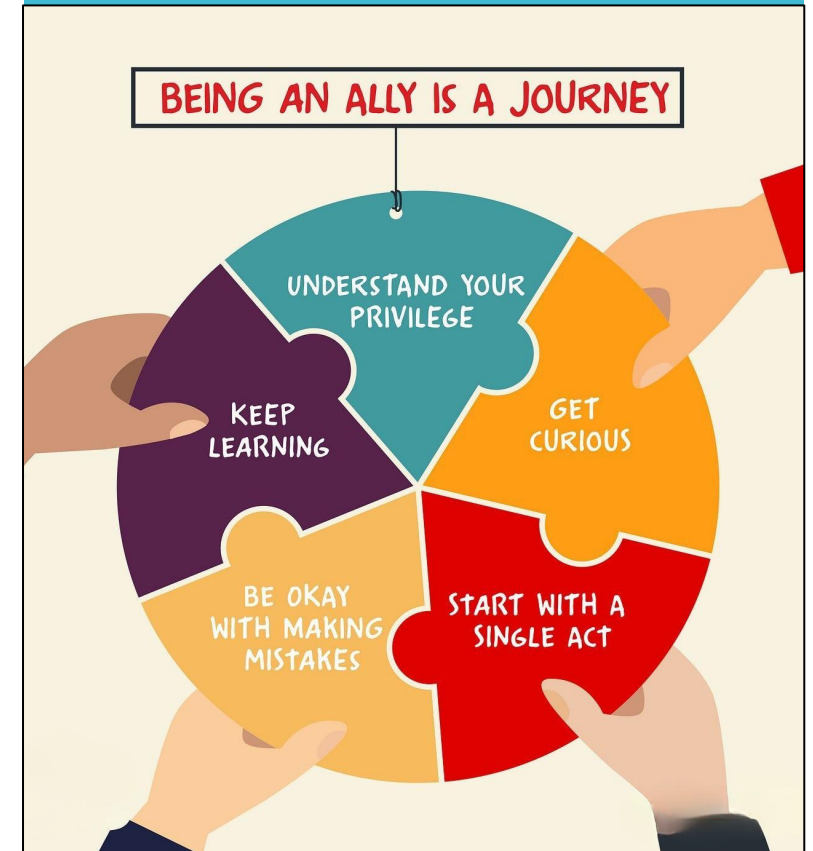 BEING AN ALLY IS A JOURNEY
UNDERSTAND YOUR
PRIVILEGE
GET
CURIOUS
START WITH A
SINGLE ACT
BE OKAY
WITH MAKING
MISTAKES
KEEP
LEARNING